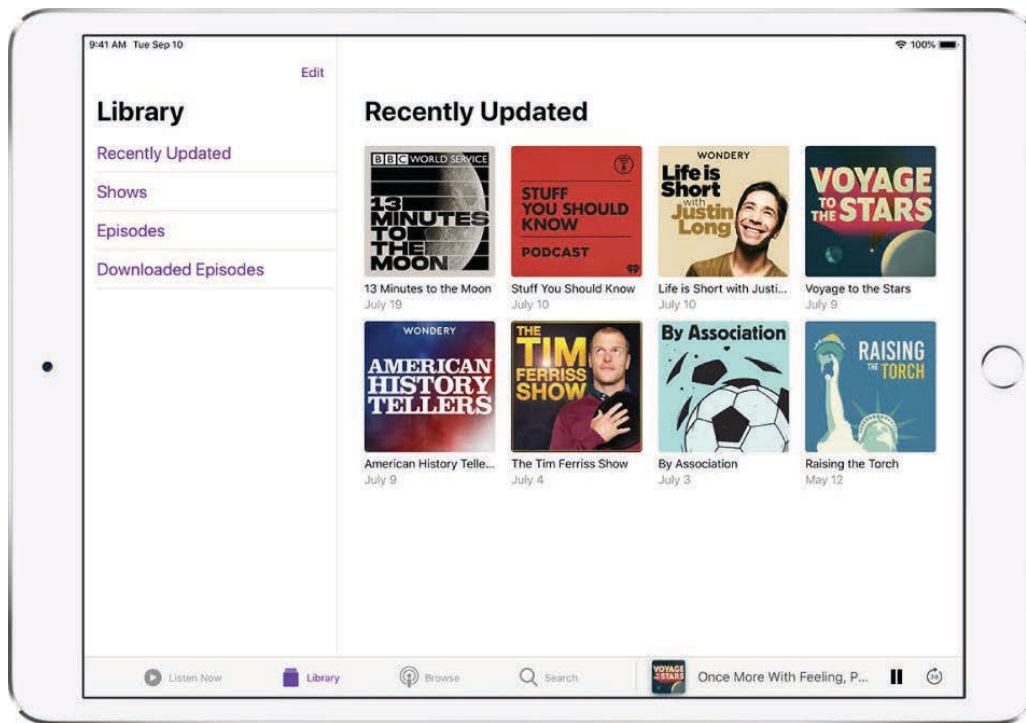 9:41 AM Tue Sep 10
100%
Edit
Library
Recently Updated
Shows
Episodes
Downloaded Episodes
Recently Updated
BBC WORLD SERVICE
13
MINUTES
TO
THE
MOON
13 Minutes to the Moon
July 19
STUFF
YOU SHOULD
KNOW
PODCAST
Stuff You Should Know
July 10
WONDERY
Life is
Short
with
Justin
Long
Life is Short with Justi...
July 10
VOYAGE
TO
THE STARS
Voyage to the Stars
July 9
WONDERY
AMERICAN
HISTORY
TELLERS
American History Telle...
July 9
THE
TIM
FERRISS
SHOW
The Tim Ferriss Show
July 4
By Association
By Association
July 3
RAISING
THE TORCH
Raising the Torch
May 12
Listen Now
Library
Browse
Search
VOYAGE
TO THE STARS
Once More With Feeling, P...
30